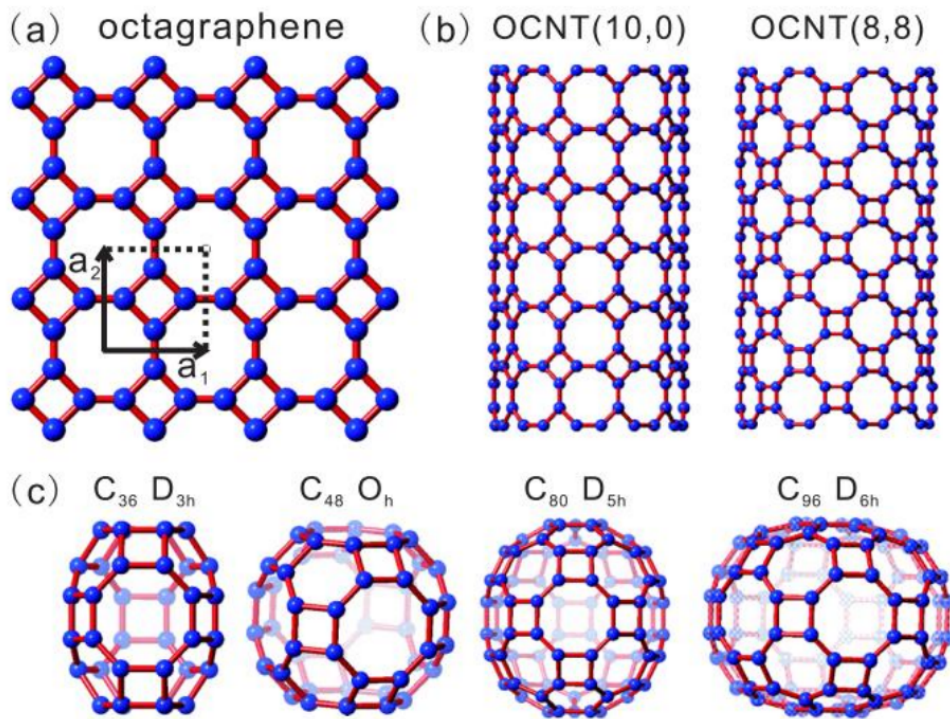 (a) octagraphene
(b) OCNT(10,0) OCNT(8,8)
a₂
a₁
(c) C₃₆ D₃ₕ C₄₈ Oₕ C₈₀ D₅ₕ C₉₆ D₆ₕ